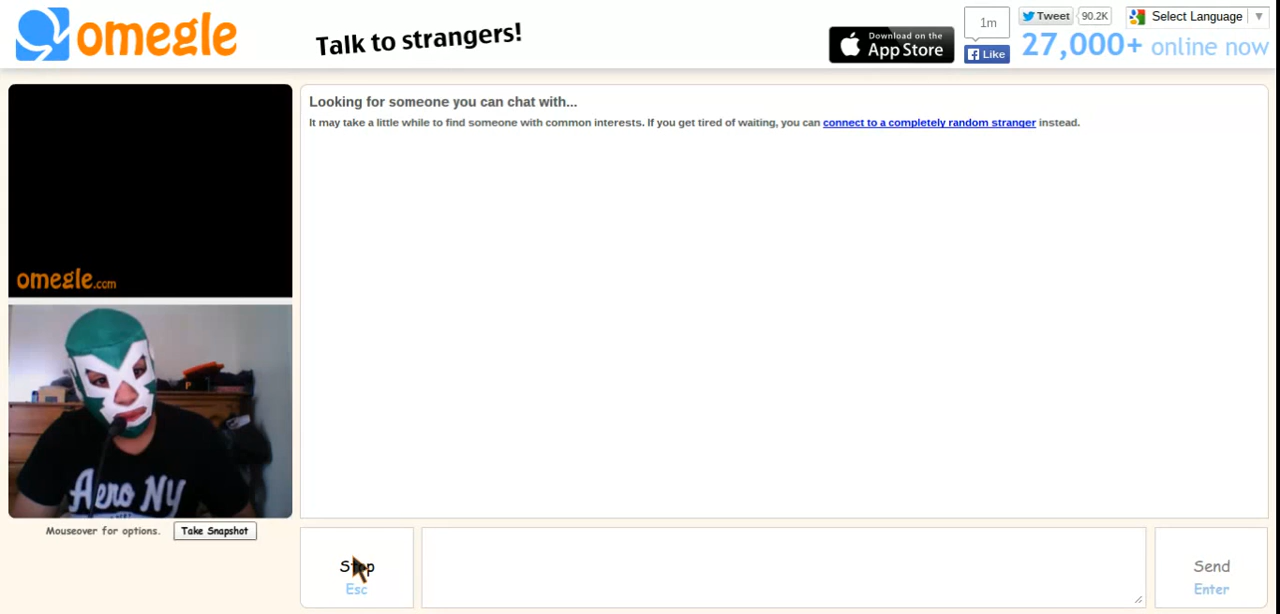 omegle
Talk to strangers!
Download on the
App Store
1m
Like
Tweet
90.2K
Select Language
27,000+ online now
Looking for someone you can chat with...
It may take a little while to find someone with common interests. If you get tired of waiting, you can connect to a completely random stranger instead.
omegle.com
P
Aero NY
Mouseover for options.
Take Snapshot
Stop
Esc
Send
Enter